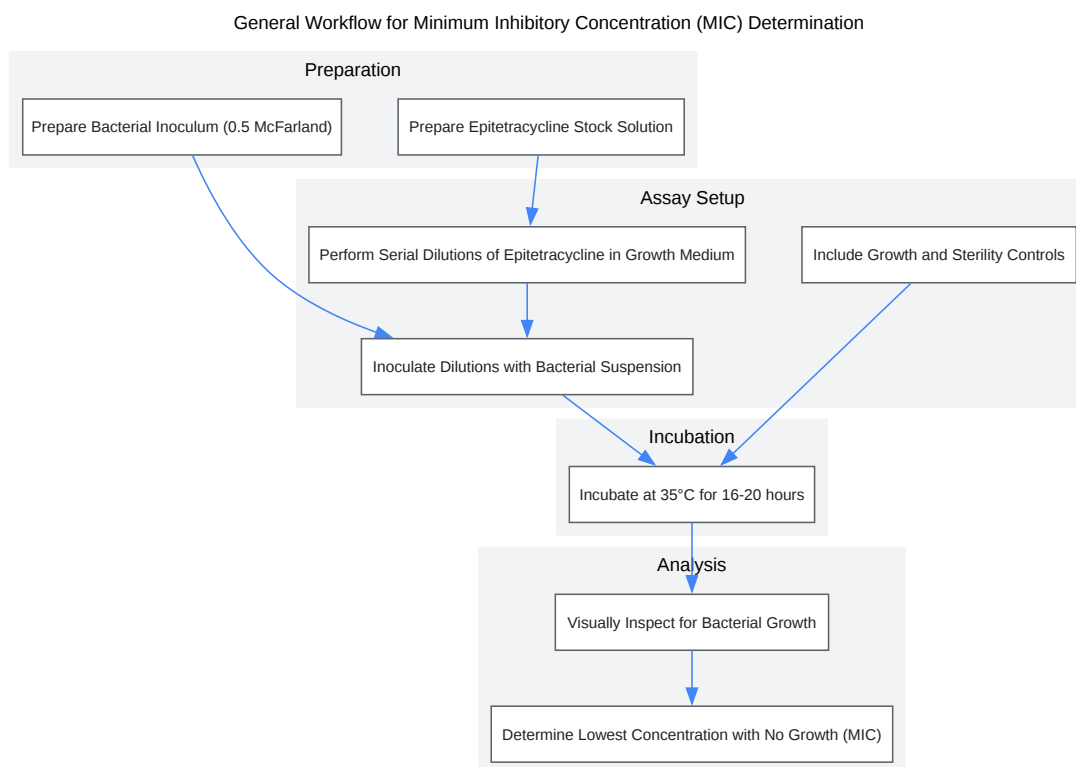 General Workflow for Minimum Inhibitory Concentration (MIC) Determination
Preparation
Prepare Bacterial Inoculum (0.5 McFarland)
Prepare Epitetracycline Stock Solution
Assay Setup
Perform Serial Dilutions of Epitetracycline in Growth Medium
Include Growth and Sterility Controls
Inoculate Dilutions with Bacterial Suspension
Incubation
Incubate at 35°C for 16-20 hours
Analysis
Visually Inspect for Bacterial Growth
Determine Lowest Concentration with No Growth (MIC)